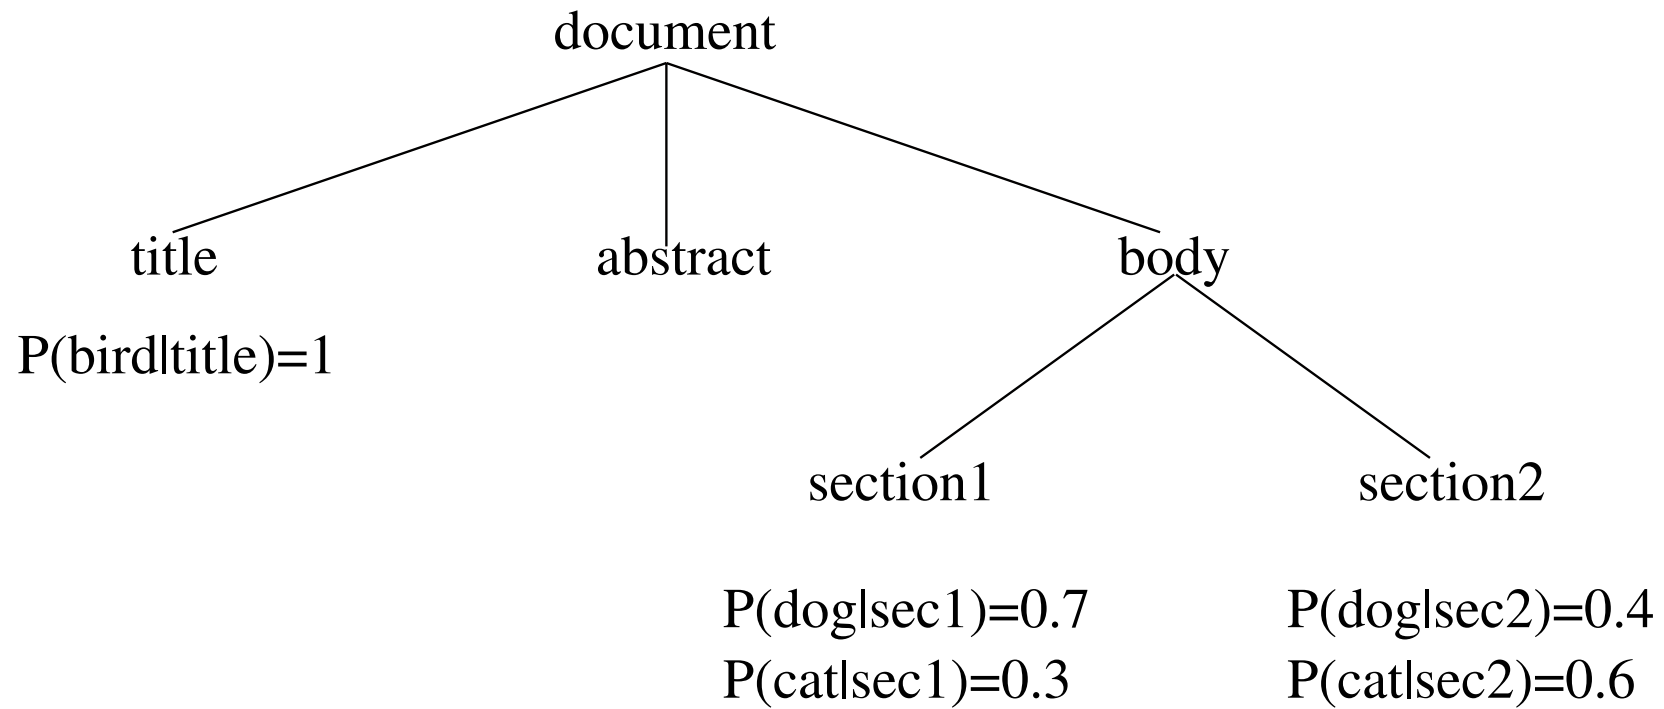 document
title
abstract
body
P(bird|title)=1
section1
section2
P(dog|sec1)=0.7
P(dog|sec2)=0.4
P(cat|sec1)=0.3
P(cat|sec2)=0.6